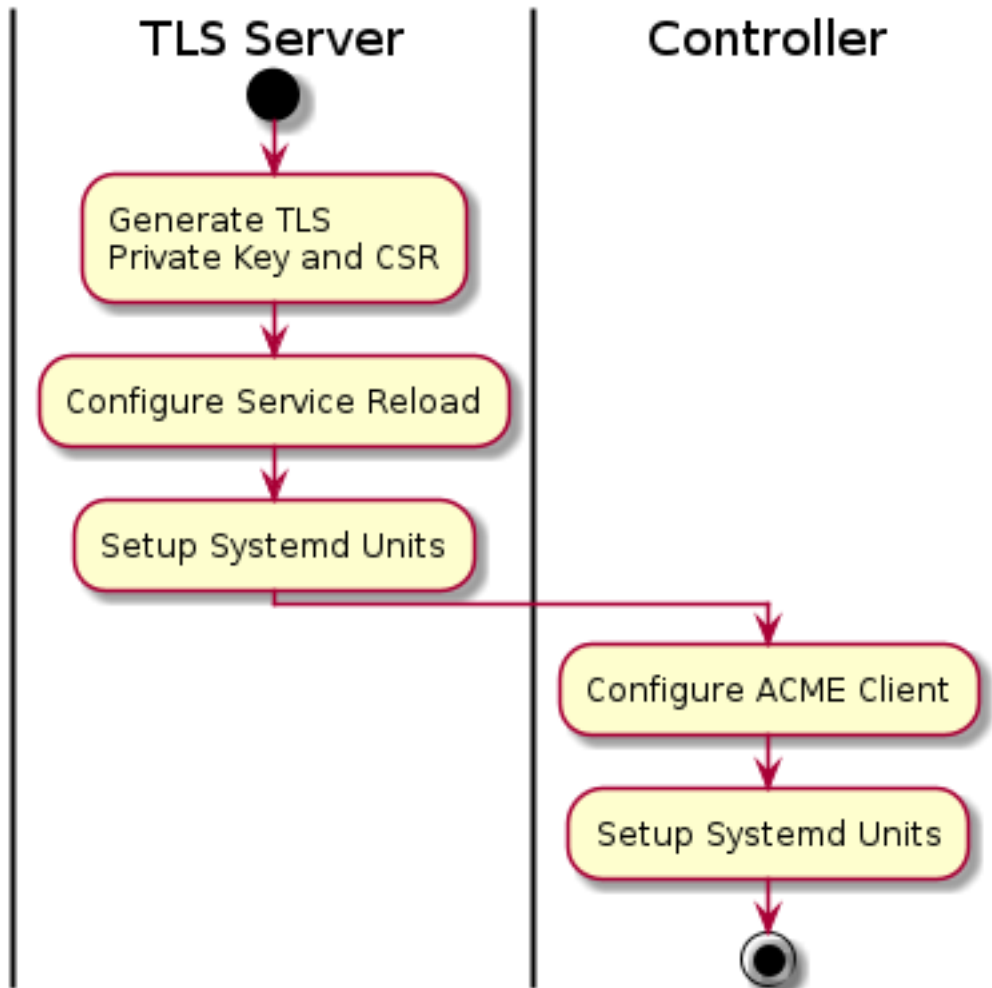 TLS Server
Controller
Generate TLS
Private Key and CSR
Configure Service Reload
Setup Systemd Units
Configure ACME Client
Setup Systemd Units